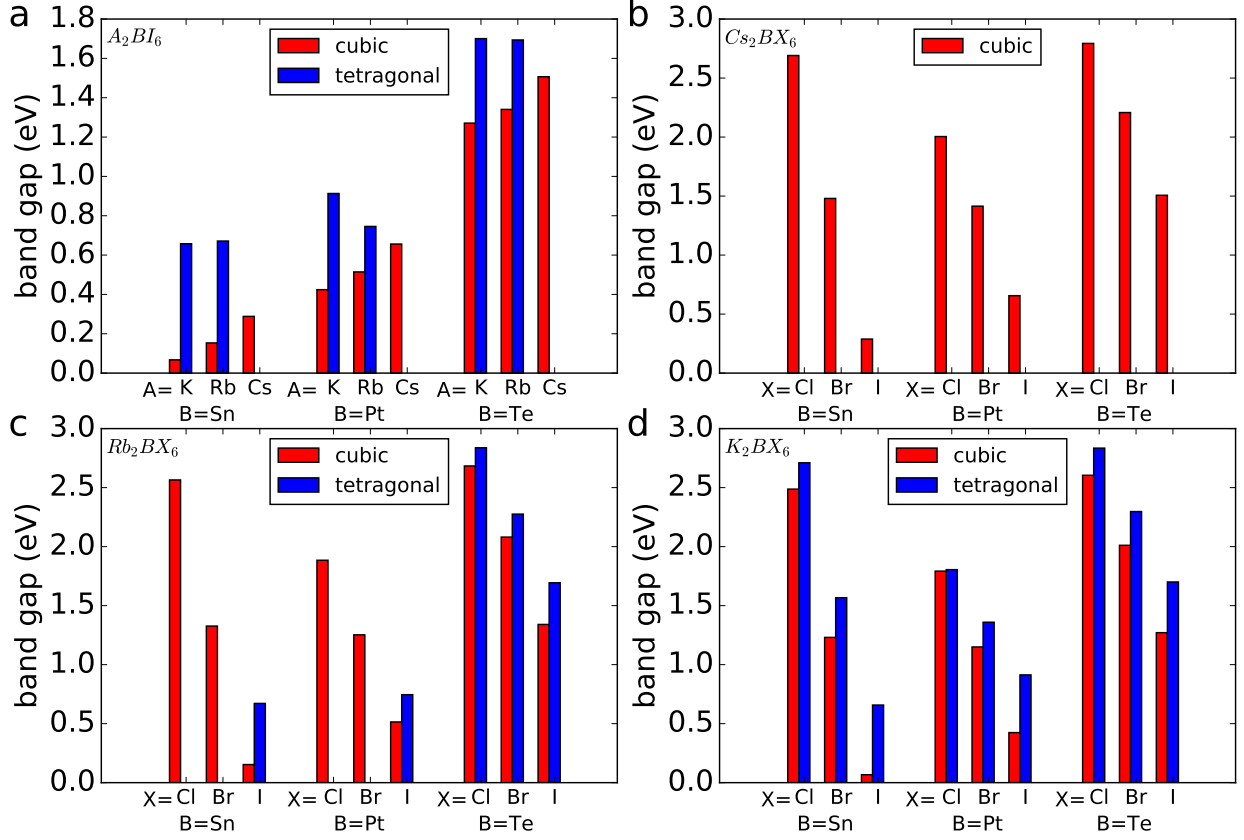 a
A₂BI₆
cubic
tetragonal
band gap (eV)
1.8
1.6
1.4
1.2
1.0
0.8
0.6
0.4
0.2
0.0
A= K Rb Cs A= K Rb Cs A= K Rb Cs
B=Sn B=Pt B=Te
b
Cs₂BX₆
cubic
band gap (eV)
3.0
2.5
2.0
1.5
1.0
0.5
0.0
X= Cl Br I X= Cl Br I X= Cl Br I
B=Sn B=Pt B=Te
c
Rb₂BX₆
cubic
tetragonal
band gap (eV)
3.0
2.5
2.0
1.5
1.0
0.5
0.0
X= Cl Br I X= Cl Br I X= Cl Br I
B=Sn B=Pt B=Te
d
K₂BX₆
cubic
tetragonal
band gap (eV)
3.0
2.5
2.0
1.5
1.0
0.5
0.0
X= Cl Br I X= Cl Br I X= Cl Br I
B=Sn B=Pt B=Te